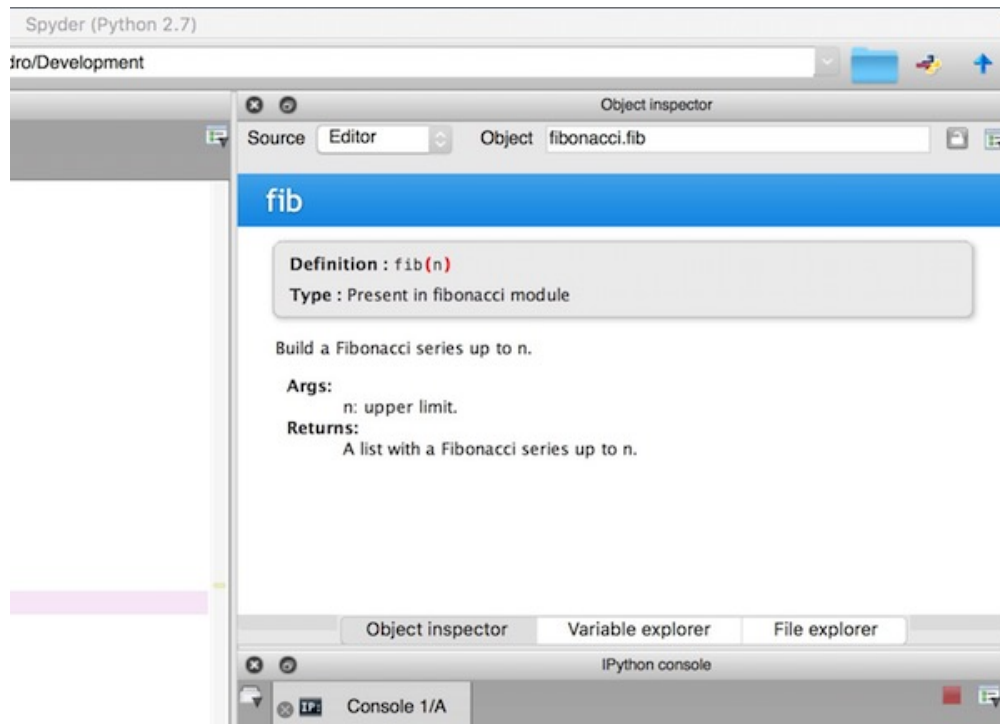 Spyder (Python 2.7)
dro/Development
Object inspector
Source Editor Object fibonacci.fib
fib
Definition : fib(n)
Type : Present in fibonacci module
Build a Fibonacci series up to n.
Args:
n: upper limit.
Returns:
A list with a Fibonacci series up to n.
Object inspector Variable explorer File explorer
IPython console
IP: Console 1/A